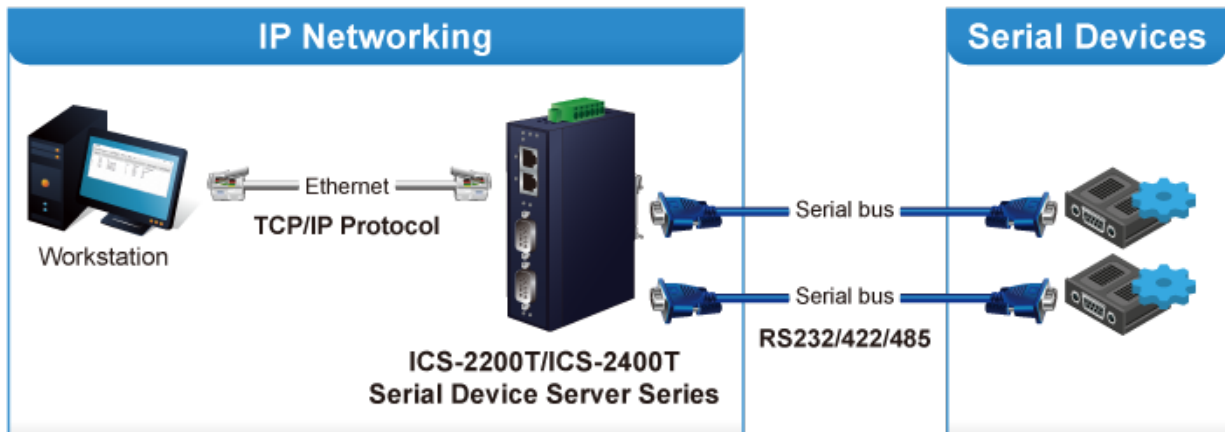 IP Networking
Serial Devices
Ethernet
TCP/IP Protocol
Workstation
Serial bus
Serial bus
RS232/422/485
ICS-2200T/ICS-2400T
Serial Device Server Series